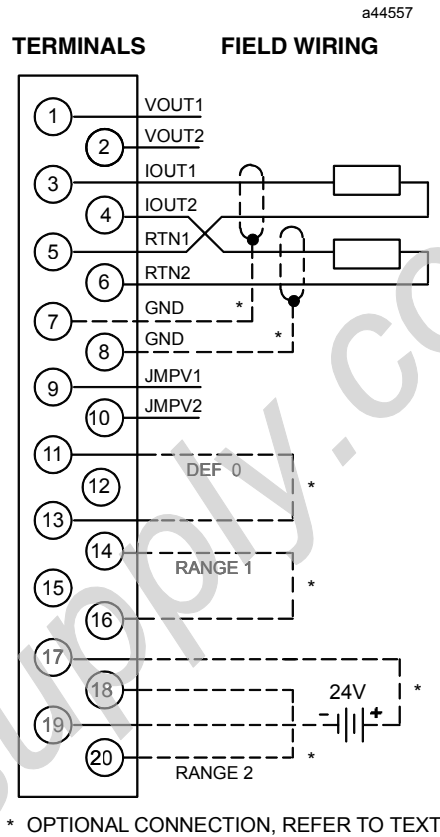 a44557
TERMINALS FIELD WIRING
1 VOUT1
2 VOUT2
3 IOUT1
4 IOUT2
5 RTN1
6 RTN2
7 GND *
8 GND *
9 JMPV1
10 JMPV2
11
DEF 0
12 *
13
14
RANGE 1
15 *
16
17
18 24V *
19 - +
20 *
RANGE 2
* OPTIONAL CONNECTION, REFER TO TEXT